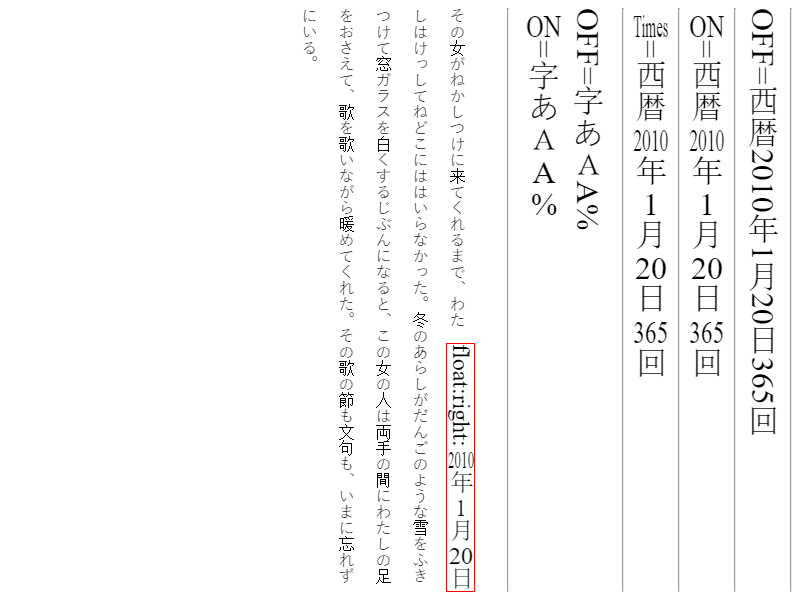 OFF=西暦2010年1月20日365回
ON=西暦2010年1月20日365回
Times=西暦2010年1月20日365回
OFF=字あＡA%
ON=字あＡA%
その女がねかしつけに来てくれるまで、わた
float:right: 2010年1月20日
しはけっしてねどこにははいらなかった。冬のあらしがだんごのような雪をふき
つけて窓ガラスを白くするじぶんになると、この女の人は両手の間にわたしの足
をおさえて、歌を歌いながら暖めてくれた。その歌の節も文句も、いまに忘れず
にいる。